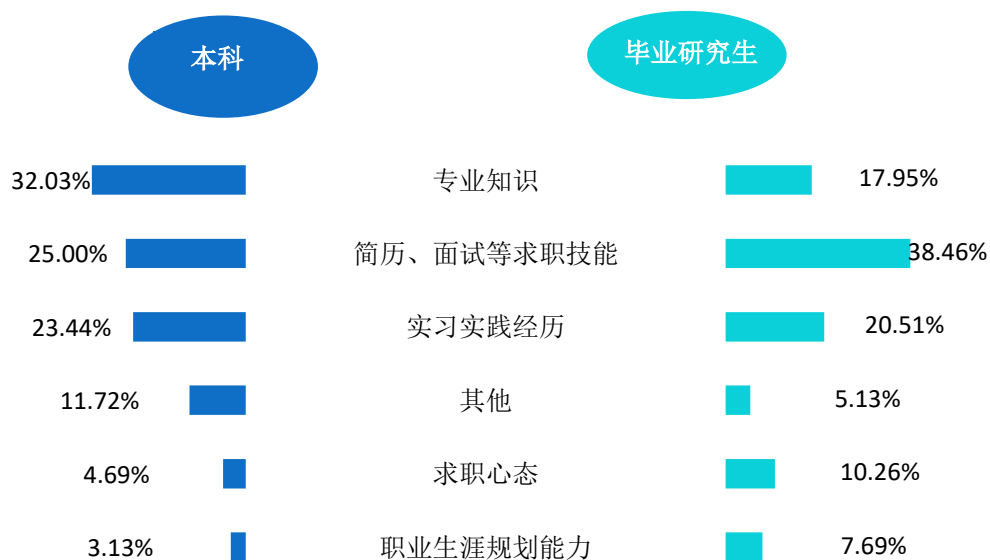 本科
毕业研究生
32.03% 专业知识 17.95%
25.00% 简历、面试等求职技能 38.46%
23.44% 实习实践经历 20.51%
11.72% 其他 5.13%
4.69% 求职心态 10.26%
3.13% 职业生涯规划能力 7.69%